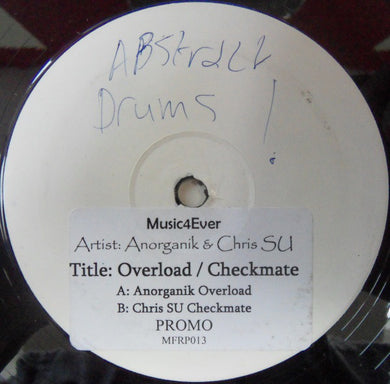 ABstract
Drums !
Music4Ever
Artist: Anorganik & Chris SU
Title: Overload / Checkmate
A: Anorganik Overload
B: Chris SU Checkmate
PROMO
MFRP013